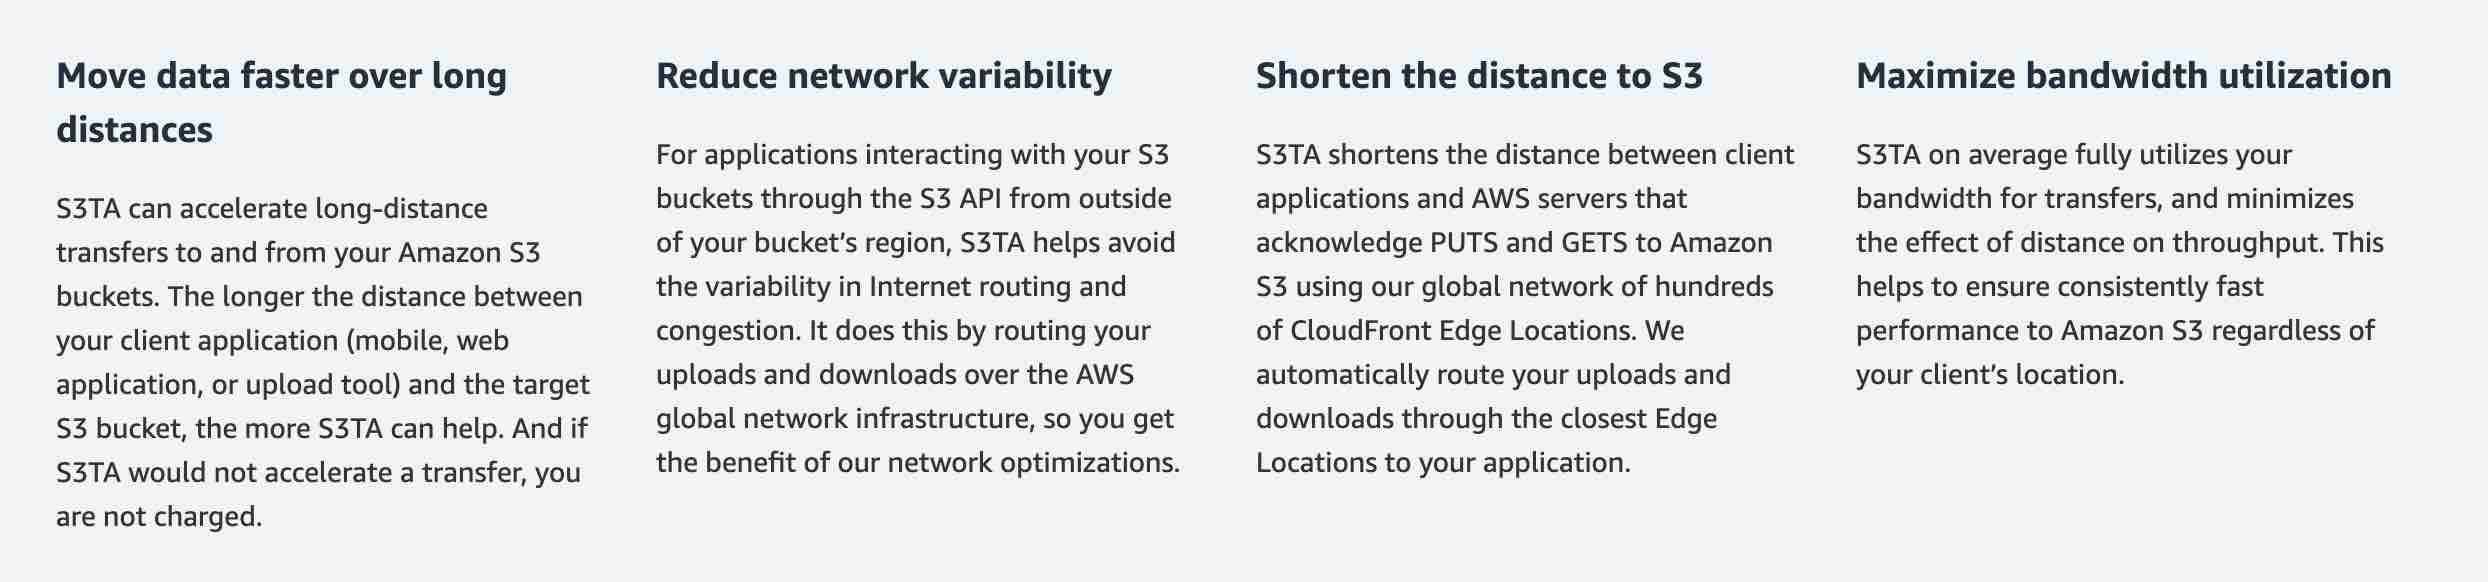 Move data faster over long
distances
S3TA can accelerate long-distance
transfers to and from your Amazon S3
buckets. The longer the distance between
your client application (mobile, web
application, or upload tool) and the target
S3 bucket, the more S3TA can help. And if
S3TA would not accelerate a transfer, you
are not charged.
Reduce network variability
For applications interacting with your S3
buckets through the S3 API from outside
of your bucket’s region, S3TA helps avoid
the variability in Internet routing and
congestion. It does this by routing your
uploads and downloads over the AWS
global network infrastructure, so you get
the benefit of our network optimizations.
Shorten the distance to S3
S3TA shortens the distance between client
applications and AWS servers that
acknowledge PUTS and GETS to Amazon
S3 using our global network of hundreds
of CloudFront Edge Locations. We
automatically route your uploads and
downloads through the closest Edge
Locations to your application.
Maximize bandwidth utilization
S3TA on average fully utilizes your
bandwidth for transfers, and minimizes
the effect of distance on throughput. This
helps to ensure consistently fast
performance to Amazon S3 regardless of
your client’s location.